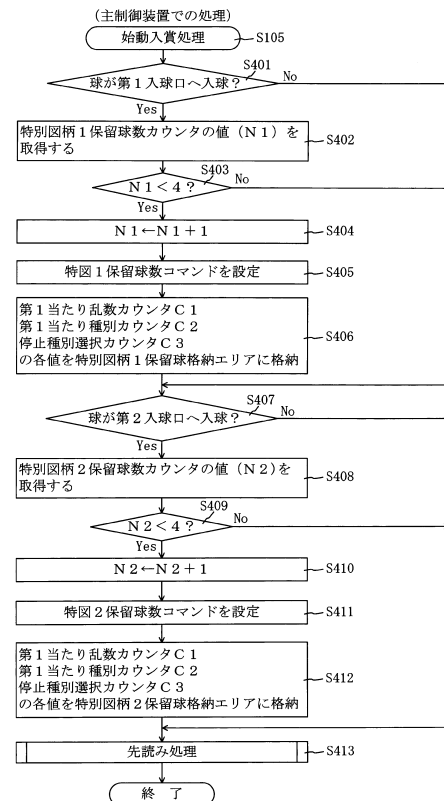 (主制御装置での処理)
始動入賞処理
S105
S401
球が第1入球口へ入球？
No
Yes
特別図柄1保留球数カウンタの値(N1)を
取得する
S402
S403
N1<4？
No
Yes
N1←N1+1
S404
特図1保留球数コマンドを設定
S405
第1当たり乱数カウンタC1
第1当たり種別カウンタC2
停止種別選択カウンタC3
の各値を特別図柄1保留球格納エリアに格納
S406
S407
球が第2入球口へ入球？
No
Yes
特別図柄2保留球数カウンタの値(N2)を
取得する
S408
S409
N2<4？
No
Yes
N2←N2+1
S410
特図2保留球数コマンドを設定
S411
第1当たり乱数カウンタC1
第1当たり種別カウンタC2
停止種別選択カウンタC3
の各値を特別図柄2保留球格納エリアに格納
S412
先読み処理
S413
終了